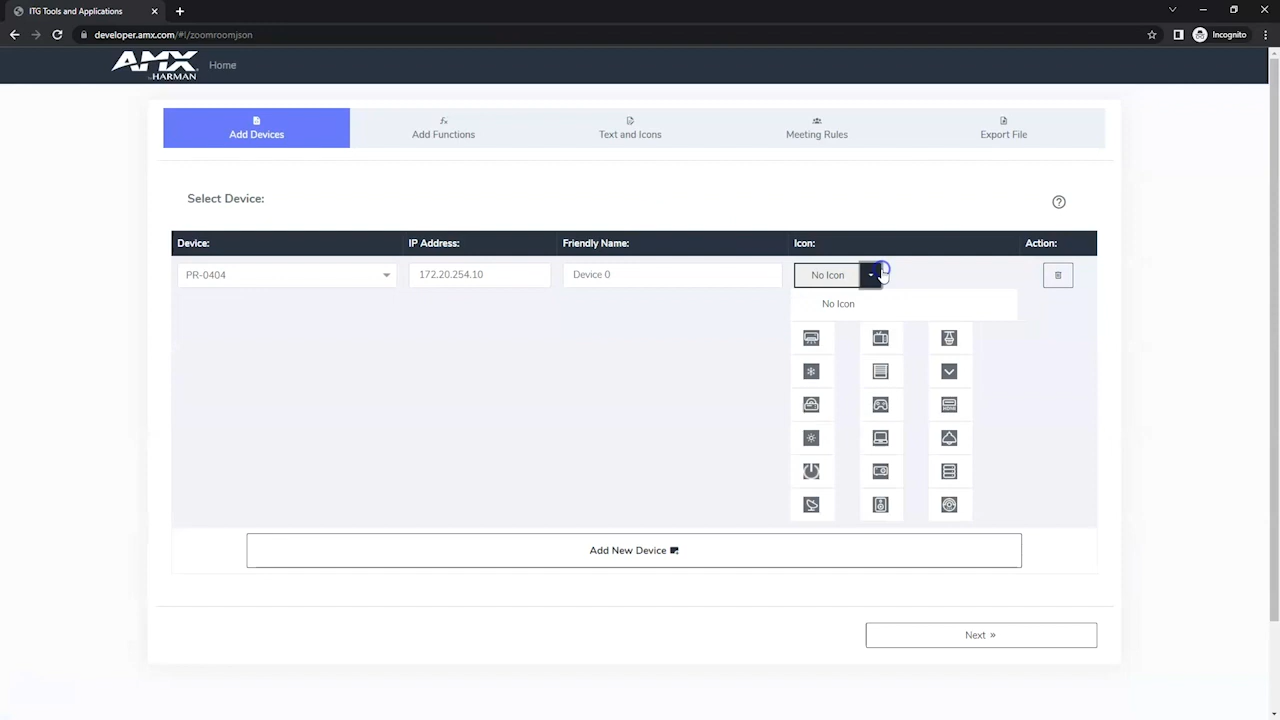 ITG Tools and Applications
developer.amx.com/#!/zoomroomjson
Incognito
AMX
by HARMAN
Home
Add Devices
Add Functions
Text and Icons
Meeting Rules
Export File
Select Device:
Device:
IP Address:
Friendly Name:
Icon:
Action:
PR-0404
172.20.254.10
Device 0
No Icon
No Icon
Add New Device
Next »